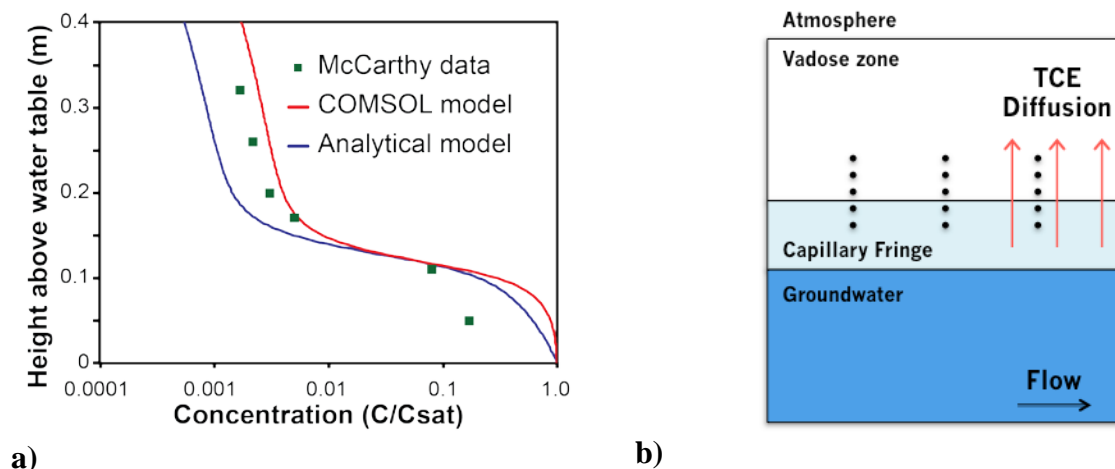 0.4
0.3
0.2
0.1
0
Height above water table (m)
McCarthy data
COMSOL model
Analytical model
0.0001
0.001
0.01
0.1
1.0
Concentration (C/Csat)
a)
Atmosphere
Vadose zone
TCE
Diffusion
Capillary Fringe
Groundwater
Flow
b)